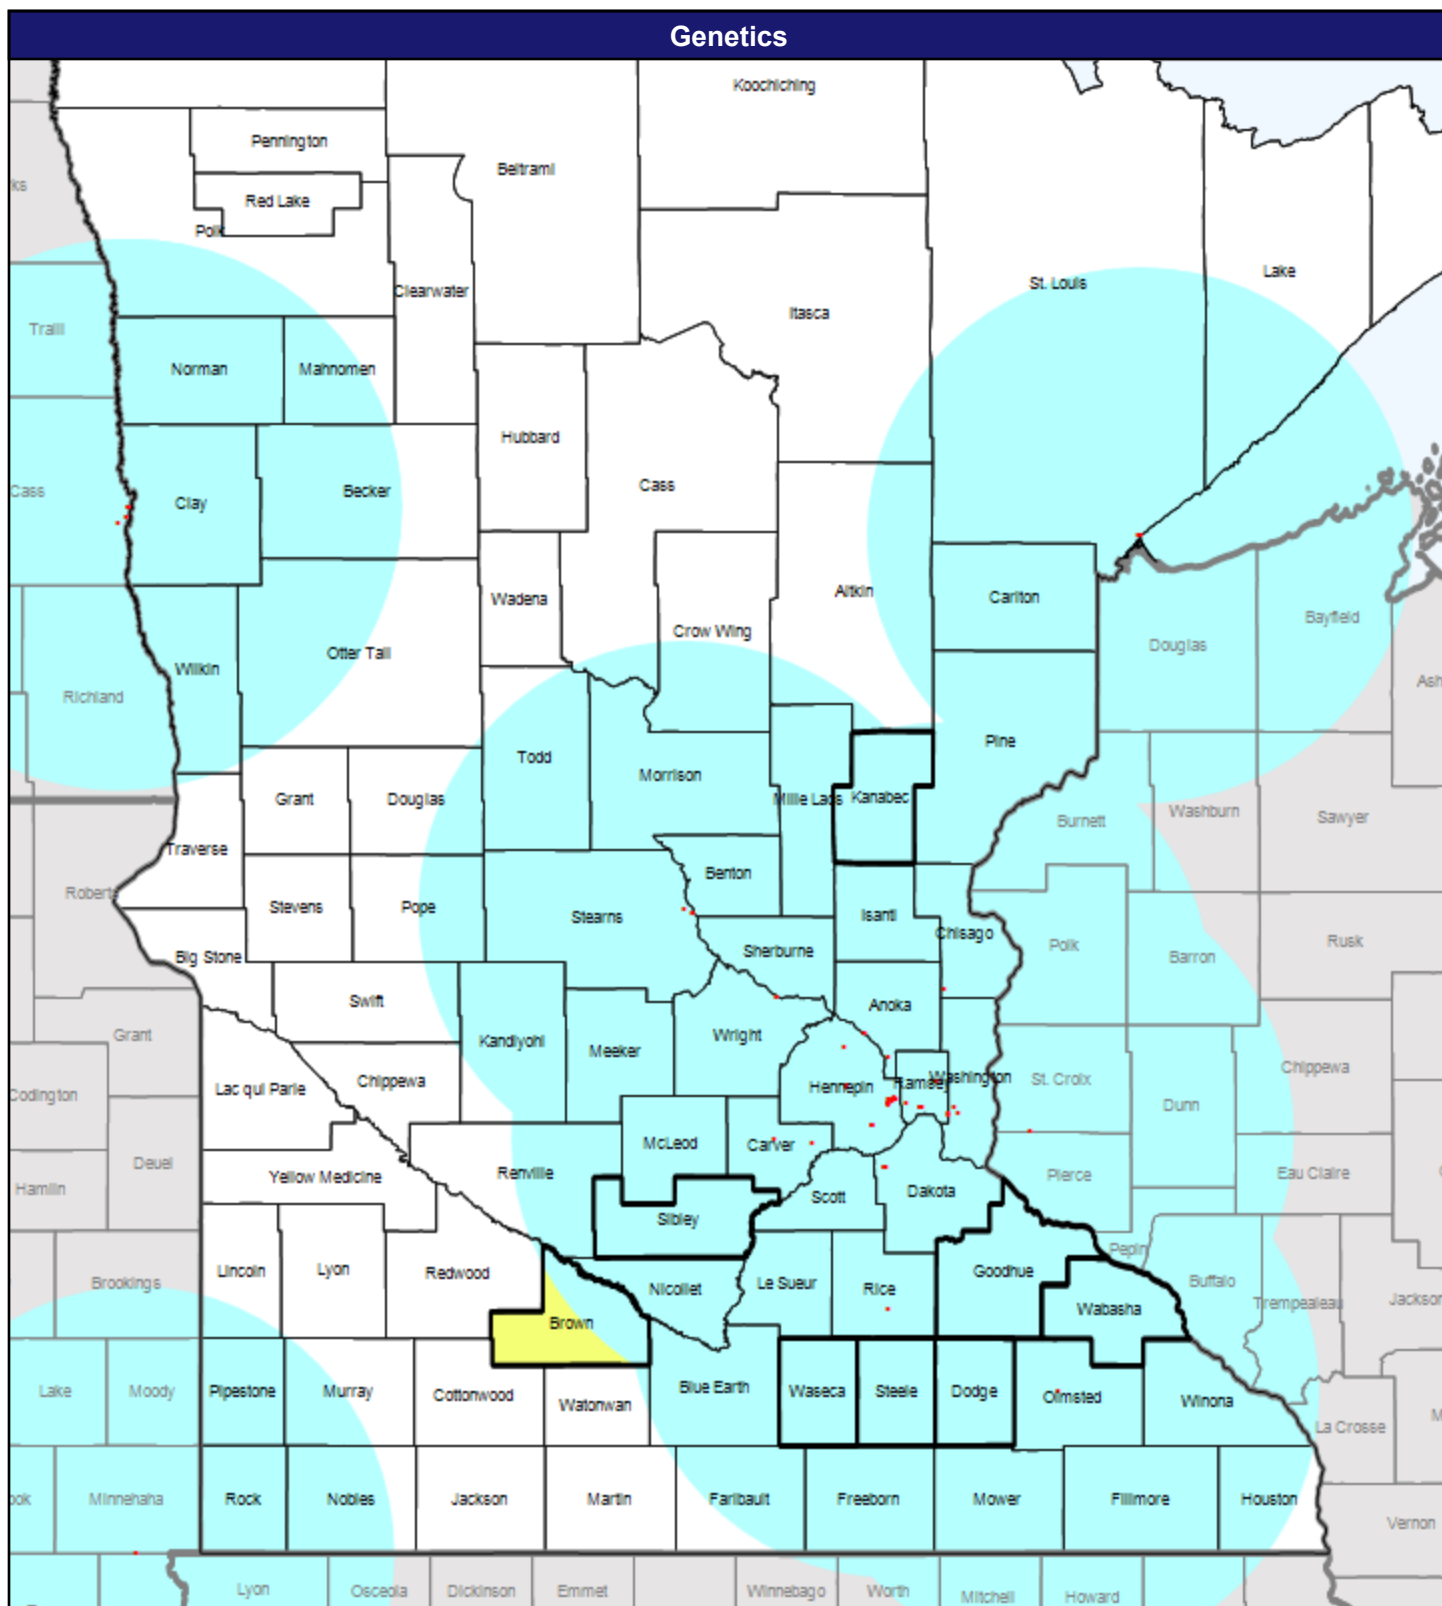 Genetics
Koochiching
Pennington
Beltrami
ks
Red Lake
Polk
Lake
St. Louis
Clearwater
Itasca
Traill
Norman
Mahnomen
Hubbard
Cass
Cass
Clay
Becker
Aitkin
Wadena
Carlton
Bayfield
Crow Wing
Douglas
Otter Tail
Wilkin
Richland
Ash
Pine
Todd
Morrison
Grant
Douglas
Mille Lacs
Kanabec
Washburn
Sawyer
Burnett
Traverse
Benton
Roberts
Stevens
Pope
Stearns
Isanti
Chisago
Polk
Rusk
Big Stone
Sherburne
Barron
Swift
Anoka
Grant
Kandiyohi
Meeker
Wright
Chippewa
Codington
Lac qui Parle
Chippewa
Hennepin
Ramsey
Washington
St. Croix
Dunn
McLeod
Carver
Deuel
Renville
Yellow Medicine
Pierce
Eau Claire
Hamlin
Scott
Dakota
Sibley
Pepin
Brookings
Lincoln
Lyon
Redwood
Nicollet
Le Sueur
Rice
Goodhue
Buffalo
Trempealeau
Jackson
Brown
Wabasha
Lake
Moody
Pipestone
Murray
Cottonwood
Watonwan
Blue Earth
Waseca
Steele
Dodge
Olmsted
Winona
La Crosse
M
ook
Minnehaha
Rock
Nobles
Jackson
Martin
Faribault
Freeborn
Mower
Fillmore
Houston
Vernon
Lyon
Osceola
Dickinson
Emmet
Winnebago
Worth
Mitchell
Howard